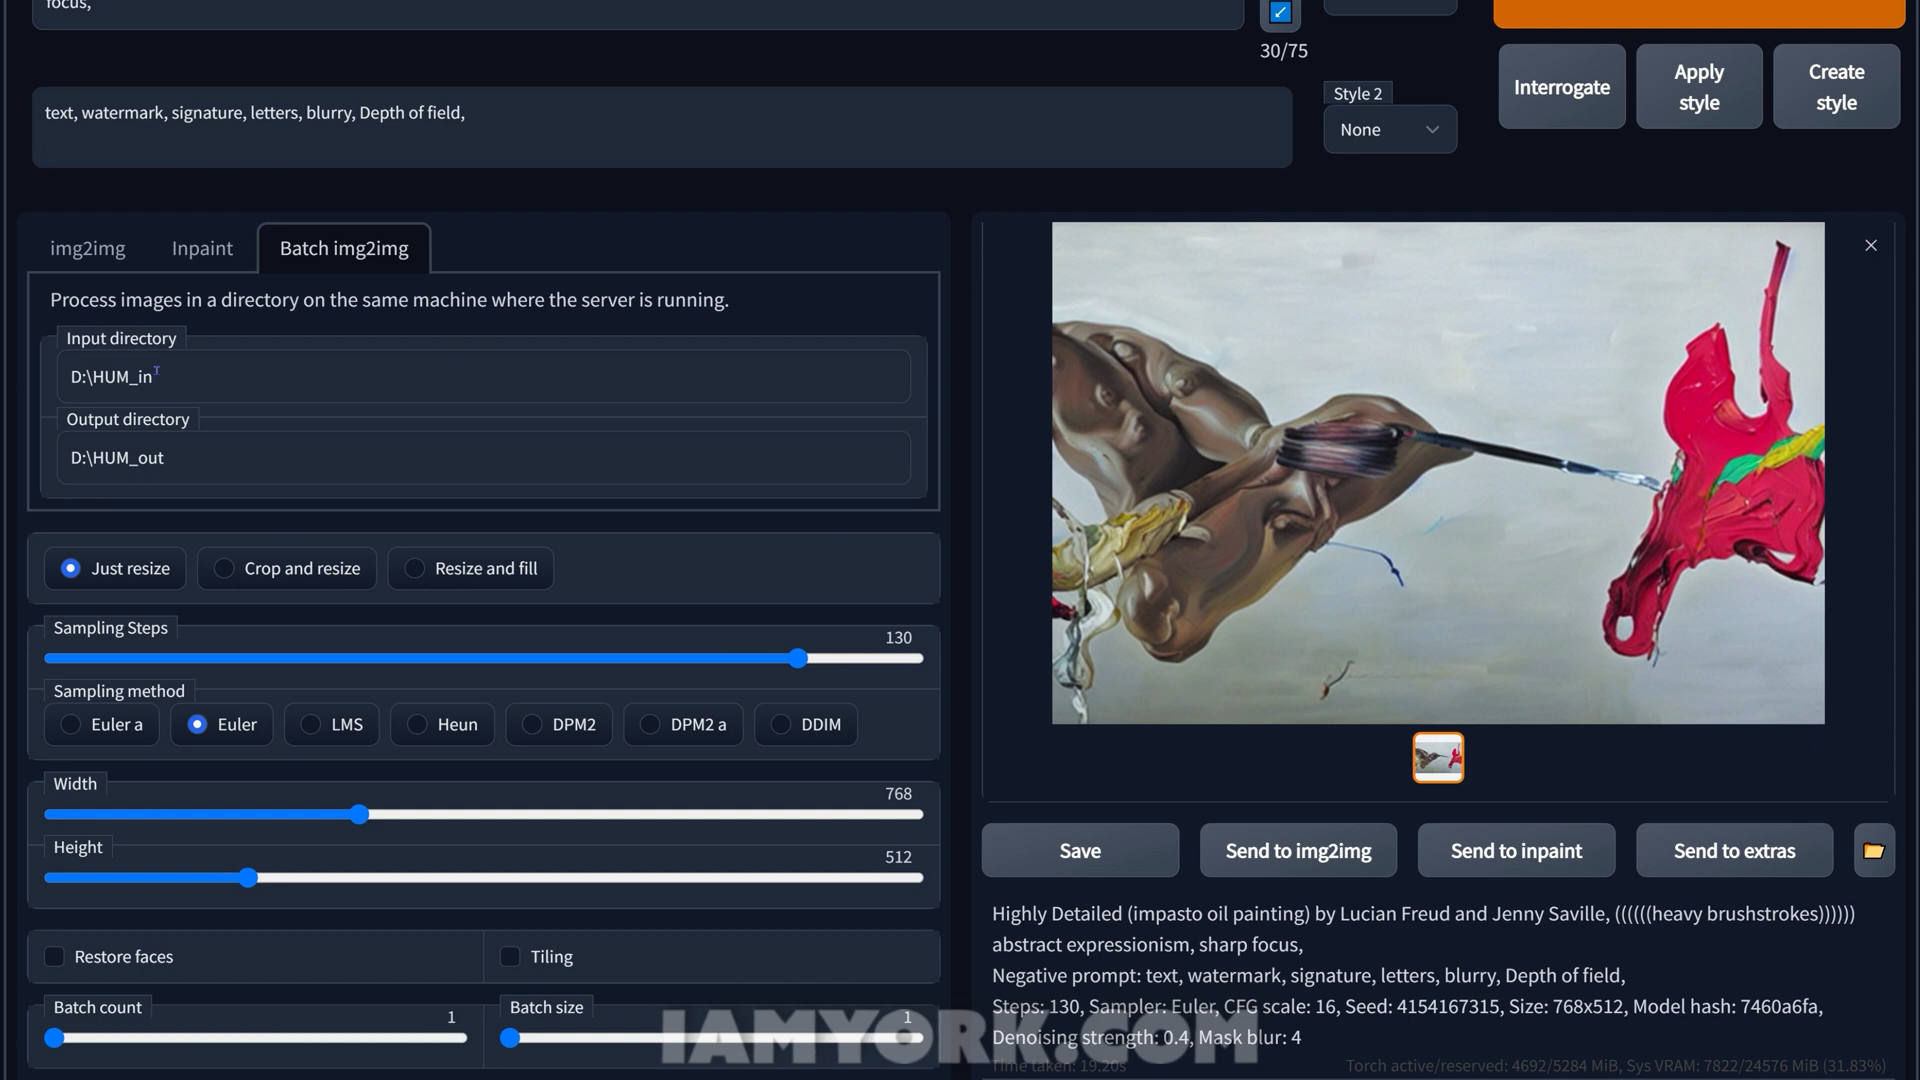 focus,
30/75
Interrogate
Apply
style
Create
style
text, watermark, signature, letters, blurry, Depth of field,
Style 2
None
img2img
Inpaint
Batch img2img
Process images in a directory on the same machine where the server is running.
Input directory
D:\HUM_in
Output directory
D:\HUM_out
Just resize
Crop and resize
Resize and fill
Sampling Steps
130
Sampling method
Euler a
Euler
LMS
Heun
DPM2
DPM2 a
DDIM
Width
768
Height
512
Restore faces
Tiling
Batch count
1
Batch size
1
Save
Send to img2img
Send to inpaint
Send to extras
Highly Detailed (impasto oil painting) by Lucian Freud and Jenny Saville, ((((((heavy brushstrokes))))))
abstract expressionism, sharp focus,
Negative prompt: text, watermark, signature, letters, blurry, Depth of field,
Steps: 130, Sampler: Euler, CFG scale: 16, Seed: 4154167315, Size: 768x512, Model hash: 7460a6fa,
Denoising strength: 0.4, Mask blur: 4
Time taken: 19.20s
Torch active/reserved: 4692/5284 MiB, Sys VRAM: 7822/24576 MiB (31.83%)
IAMYORK.COM